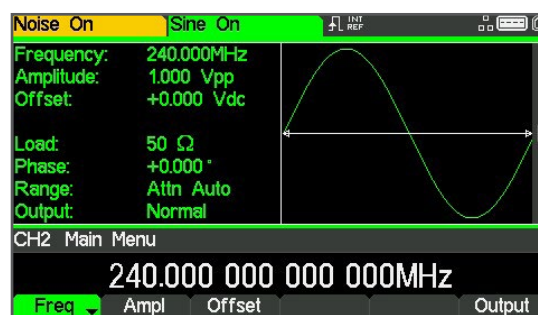 Noise On Sine On INT REF
Frequency: 240.000MHz
Amplitude: 1.000 Vpp
Offset: +0.000 Vdc
Load: 50 Ω
Phase: +0.000 °
Range: Attn Auto
Output: Normal
CH2 Main Menu
240.000 000 000 000MHz
Freq Ampl Offset Output